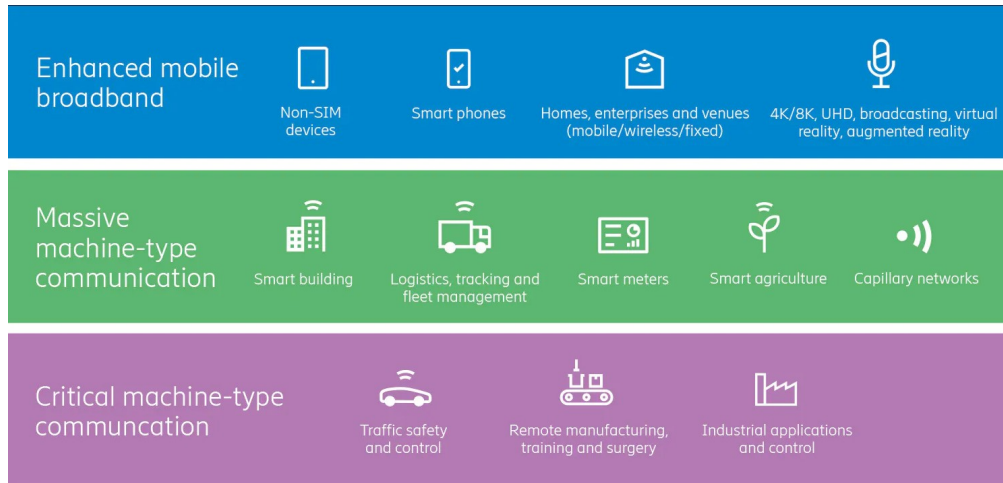 Enhanced mobile
broadband
Non-SIM
devices
Smart phones
Homes, enterprises and venues
(mobile/wireless/fixed)
4K/8K, UHD, broadcasting, virtual
reality, augmented reality
Massive
machine-type
communication
Smart building
Logistics, tracking and
fleet management
Smart meters
Smart agriculture
Capillary networks
Critical machine-type
communcation
Traffic safety
and control
Remote manufacturing,
training and surgery
Industrial applications
and control